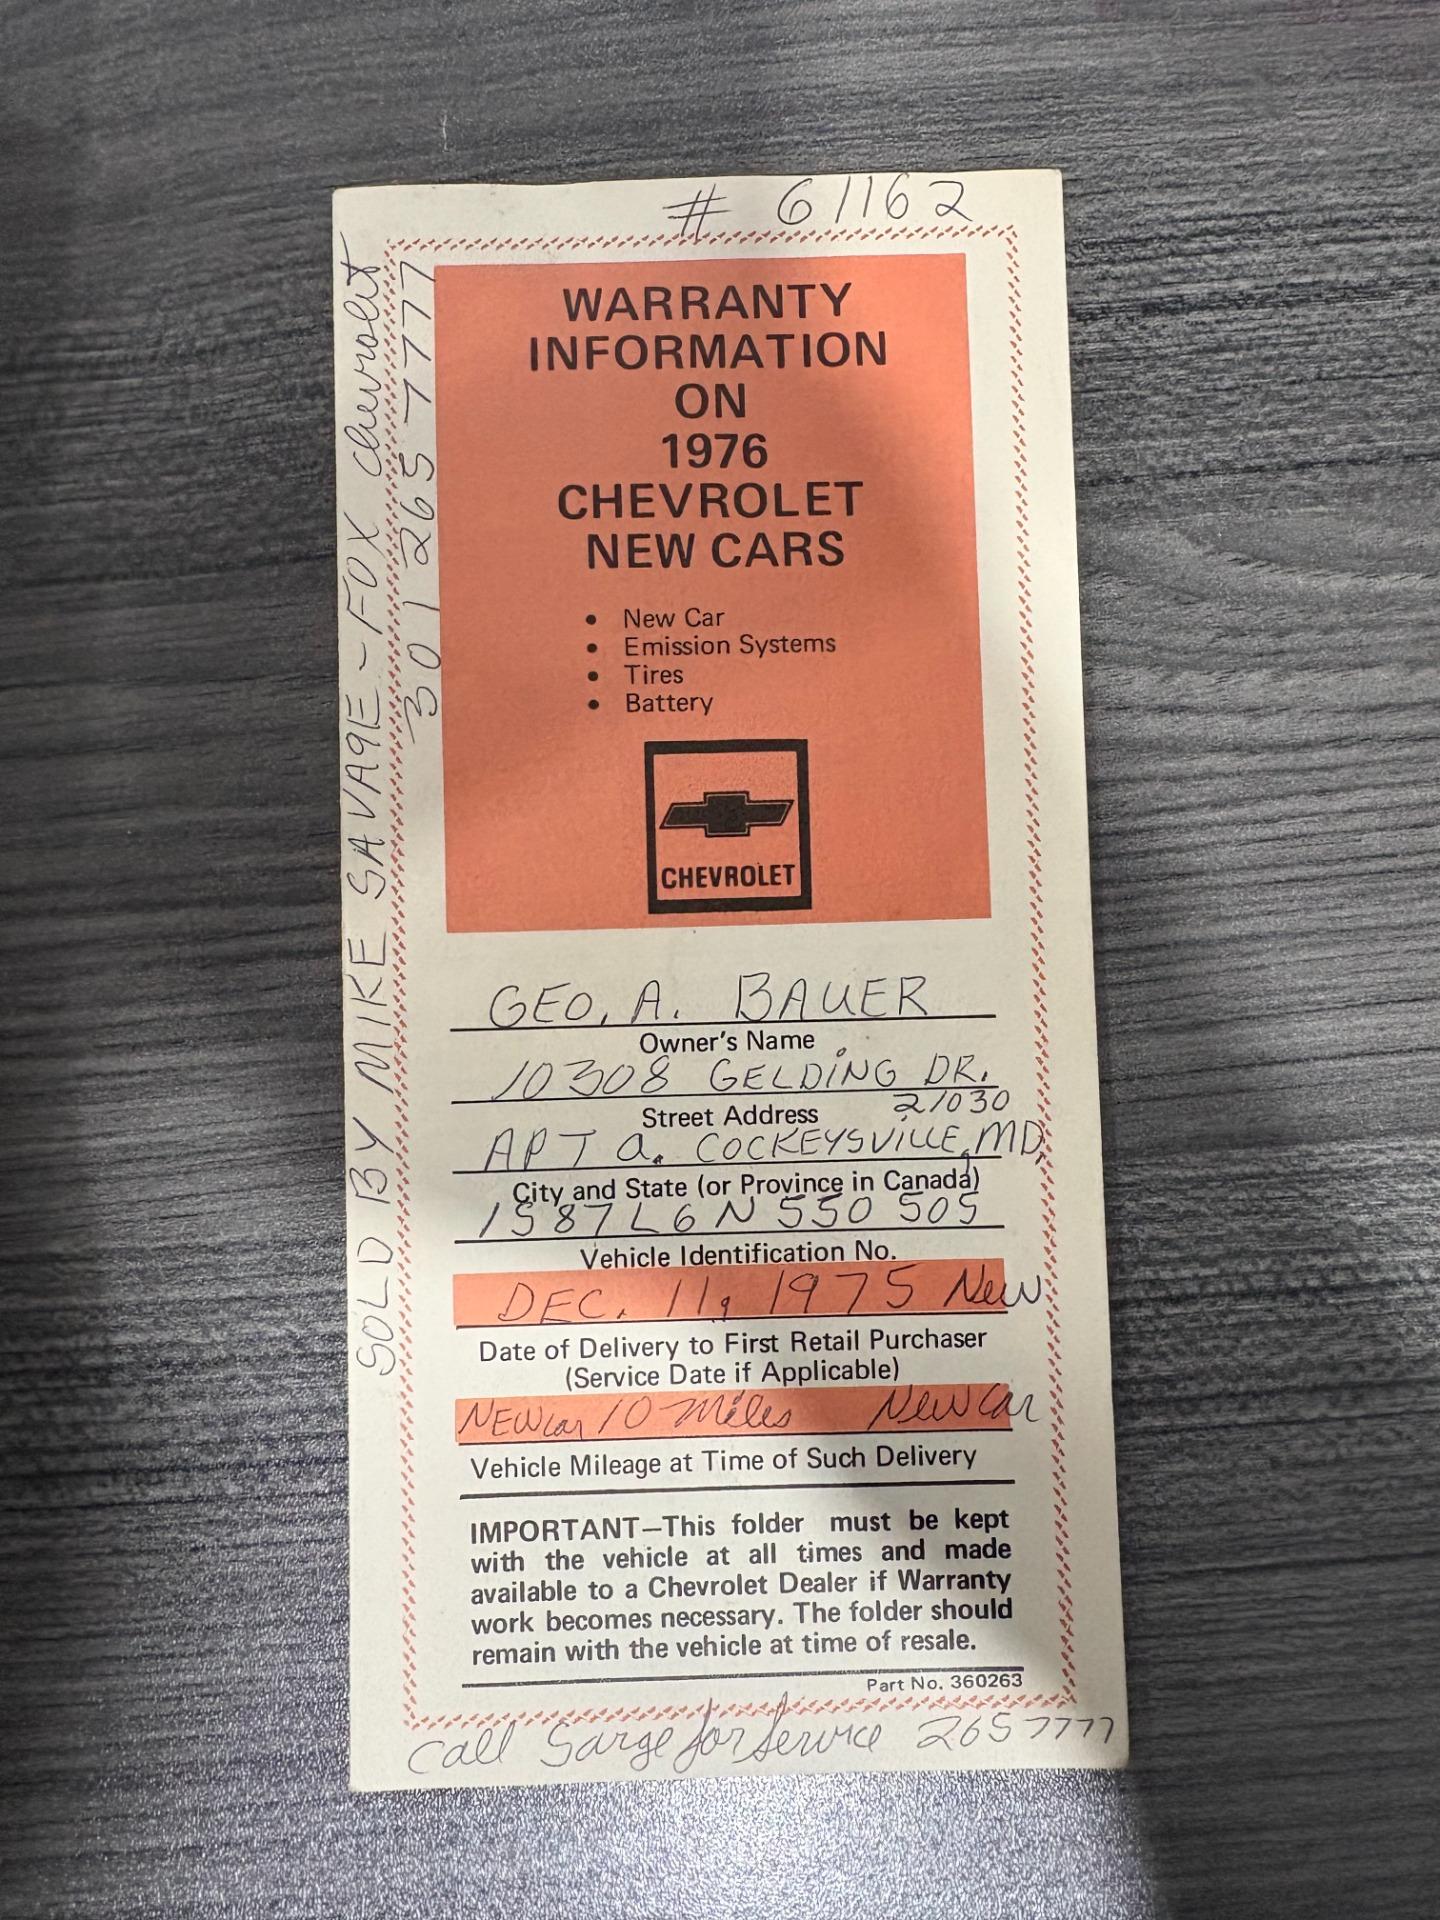 # 61162
SOLD BY MIKE SAVAGE - FOX Chevrolet
301 265 7777
WARRANTY
INFORMATION
ON
1976
CHEVROLET
NEW CARS
• New Car
• Emission Systems
• Tires
• Battery
CHEVROLET
GEO. A. BAUER
Owner's Name
10308 GELDING DR.
Street Address 21030
APT a. COCKEYSVILLE, MD,
City and State (or Province in Canada)
1S87L6N550505
Vehicle Identification No.
DEC. 11, 1975 New
Date of Delivery to First Retail Purchaser
(Service Date if Applicable)
NEWcar 10 Miles New Car
Vehicle Mileage at Time of Such Delivery
IMPORTANT—This folder must be kept
with the vehicle at all times and made
available to a Chevrolet Dealer if Warranty
work becomes necessary. The folder should
remain with the vehicle at time of resale.
Part No. 360263
Call Sarge for Service 265 7777